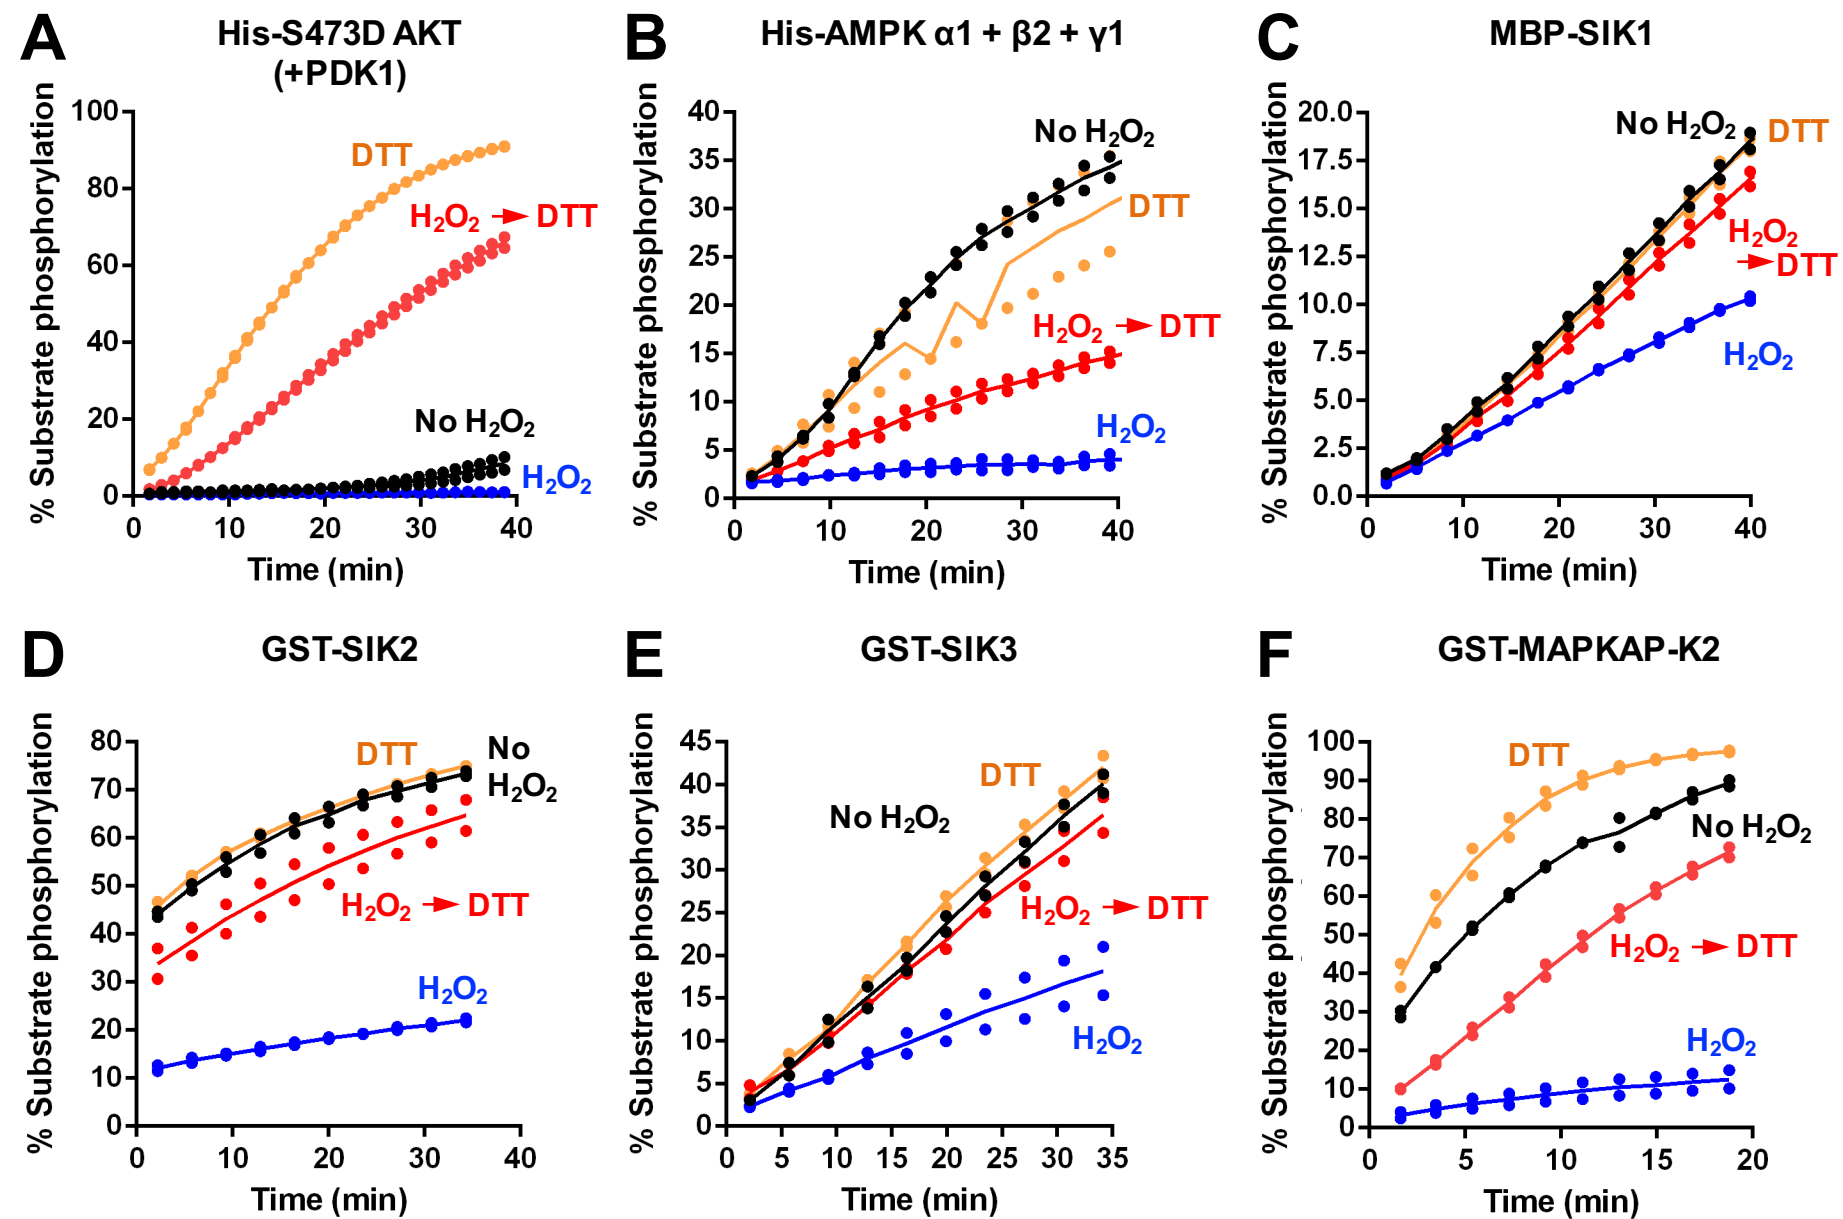 A
His-S473D AKT
(+PDK1)
% Substrate phosphorylation
100
80
60
40
20
0
DTT
H₂O₂ → DTT
No H₂O₂
H₂O₂
0 10 20 30 40
Time (min)
B
His-AMPK α1 + β2 + γ1
% Substrate phosphorylation
40
35
30
25
20
15
10
5
0
No H₂O₂
DTT
H₂O₂ → DTT
H₂O₂
0 10 20 30 40
Time (min)
C
MBP-SIK1
% Substrate phosphorylation
20.0
17.5
15.0
12.5
10.0
7.5
5.0
2.5
0.0
No H₂O₂
DTT
H₂O₂
→ DTT
H₂O₂
0 10 20 30 40
Time (min)
D
GST-SIK2
% Substrate phosphorylation
80
70
60
50
40
30
20
10
0
DTT
No
H₂O₂
H₂O₂ → DTT
H₂O₂
0 10 20 30 40
Time (min)
E
GST-SIK3
% Substrate phosphorylation
45
40
35
30
25
20
15
10
5
0
DTT
No H₂O₂
H₂O₂ → DTT
H₂O₂
0 5 10 15 20 25 30 35
Time (min)
F
GST-MAPKAP-K2
% Substrate phosphorylation
100
90
80
70
60
50
40
30
20
10
0
DTT
No H₂O₂
H₂O₂ → DTT
H₂O₂
0 5 10 15 20
Time (min)